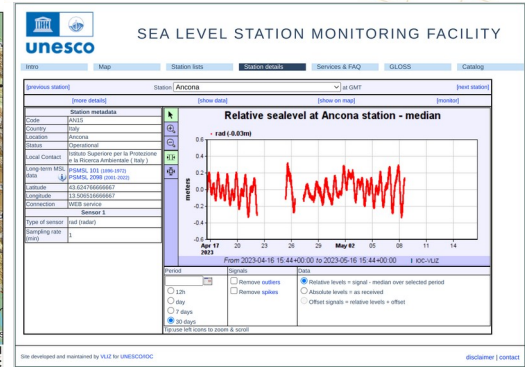 unesco
SEA LEVEL STATION MONITORING FACILITY
Intro Map Station lists Station details Services & FAQ GLOSS Catalog
[previous station] Station Ancona at GMT [next station]
[more details] [show data] [show on map] [monitor]
Station metadata
Code AN15
Country Italy
Location Ancona
Status Operational
Local Contact Istituto Superiore per la Protezione
e la Ricerca Ambientale ( Italy )
Long-term MSL data PSMSL 101 (1896-1972)
PSMSL 2098 (2001-2022)
Latitude 43.624766666667
Longitude 13.506516666667
Connection WEB service
Sensor 1
Type of sensor rad (radar)
Sampling rate (min) 1
Relative sealevel at Ancona station - median
rad (-0.03m)
meters
0.6
0.4
0.2
0.0
-0.2
-0.4
-0.6
Apr 17 20 23 26 29 May 02 05 08 11 14
2023
From 2023-04-16 15:44+00:00 to 2023-05-16 15:44+00:00 IOC-VLIZ
Period
12h
day
7 days
30 days
Signals
Remove outliers
Remove spikes
Data
Relative levels = signal - median over selected period
Absolute levels = as received
Offset signals = relative levels + offset
Tip:use left icons to zoom & scroll
Site developed and maintained by VLIZ for UNESCO/IOC
disclaimer | contact